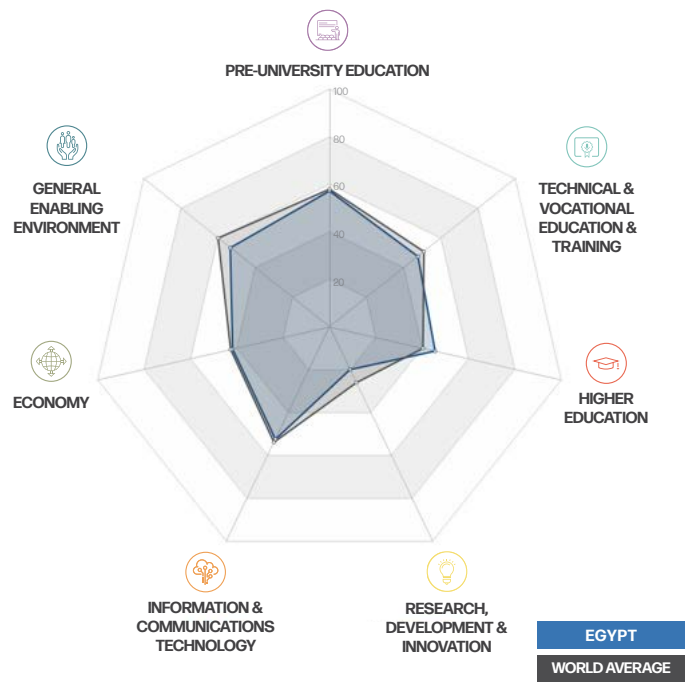 PRE-UNIVERSITY EDUCATION
100
80
60
40
20
TECHNICAL &
VOCATIONAL
EDUCATION &
TRAINING
HIGHER
EDUCATION
RESEARCH,
DEVELOPMENT &
INNOVATION
INFORMATION &
COMMUNICATIONS
TECHNOLOGY
ECONOMY
GENERAL
ENABLING
ENVIRONMENT
EGYPT
WORLD AVERAGE